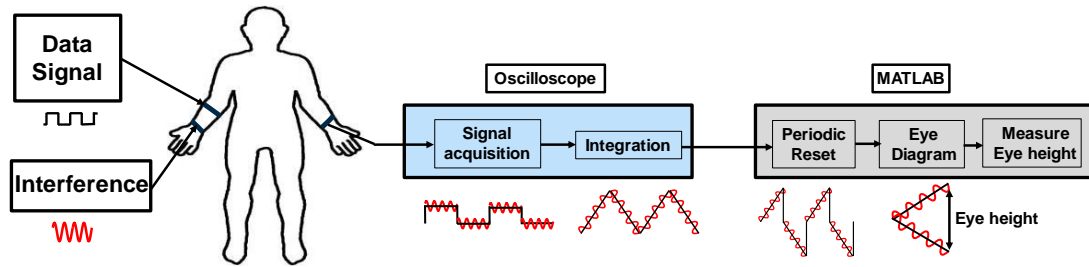 Data
Signal
Interference
Oscilloscope
Signal
acquisition
Integration
MATLAB
Periodic
Reset
Eye
Diagram
Measure
Eye height
Eye height